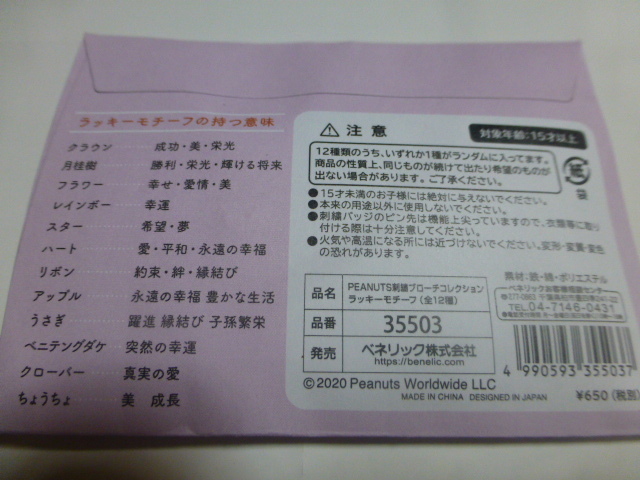 ラッキーモチーフの持つ意味
クラウン 成功・美・栄光
月桂樹 勝利・栄光・輝ける将来
フラワー 幸せ・愛情・美
レインボー 幸運
スター 希望・夢
ハート 愛・平和・永遠の幸福
リボン 約束・絆・縁結び
アップル 永遠の幸福 豊かな生活
うさぎ 躍進 縁結び 子孫繁栄
ベニテングダケ 突然の幸運
クローバー 真実の愛
ちょうちょ 美 成長
注意
対象年齢:15才以上
12種類のうち、いずれか1種がランダムに入ってます。
商品の性質上、同じものが続けて出たり希望のものが
出ない場合があります。ご了承ください。
紙
袋
●15才未満のお子様には絶対に与えないでください。
●本来の用途以外に使用しないでください。
●刺繍バッジのピン先は機能上尖っていますので、衣類等に取り
付ける際は十分注意してください。
●火気や高温になる所には近づけないでください。変形・変質・変色
の恐れがあります。
品名 PEANUTS刺繍ブローチコレクション
ラッキーモチーフ(全12種)
品番 35503
発売 ベネリック株式会社
https://benelic.com/
素材:鉄・綿・ポリエステル
ベネリックお客様相談センター
TEL.04-7146-0431
4 990593 355037
©2020 Peanuts Worldwide LLC
MADE IN CHINA DESIGNED IN JAPAN
¥650(税別)